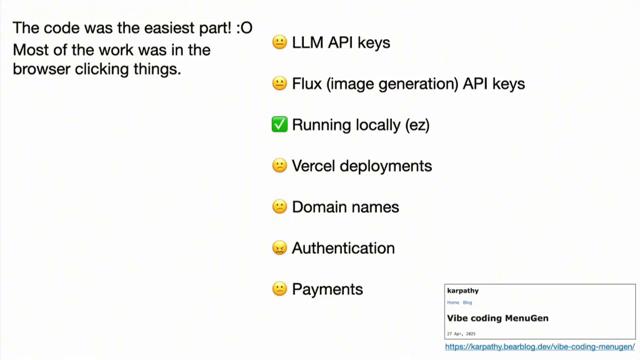 The code was the easiest part! :O
Most of the work was in the
browser clicking things.
😐 LLM API keys
😐 Flux (image generation) API keys
✅ Running locally (ez)
😕 Vercel deployments
😕 Domain names
😖 Authentication
😕 Payments
karpathy
Home Blog
Vibe coding MenuGen
27 Apr, 2025
https://karpathy.bearblog.dev/vibe-coding-menugen/